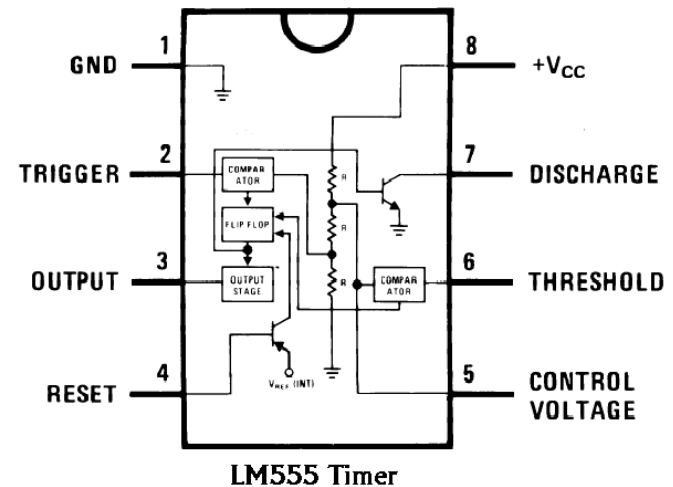 1
GND
2
TRIGGER
3
OUTPUT
4
RESET
8
+VCC
7
DISCHARGE
6
THRESHOLD
5
CONTROL
VOLTAGE
COMPAR
ATOR
FLIP FLOP
OUTPUT
STAGE
R
R
R
COMPAR
ATOR
VREF (INT)
LM555 Timer